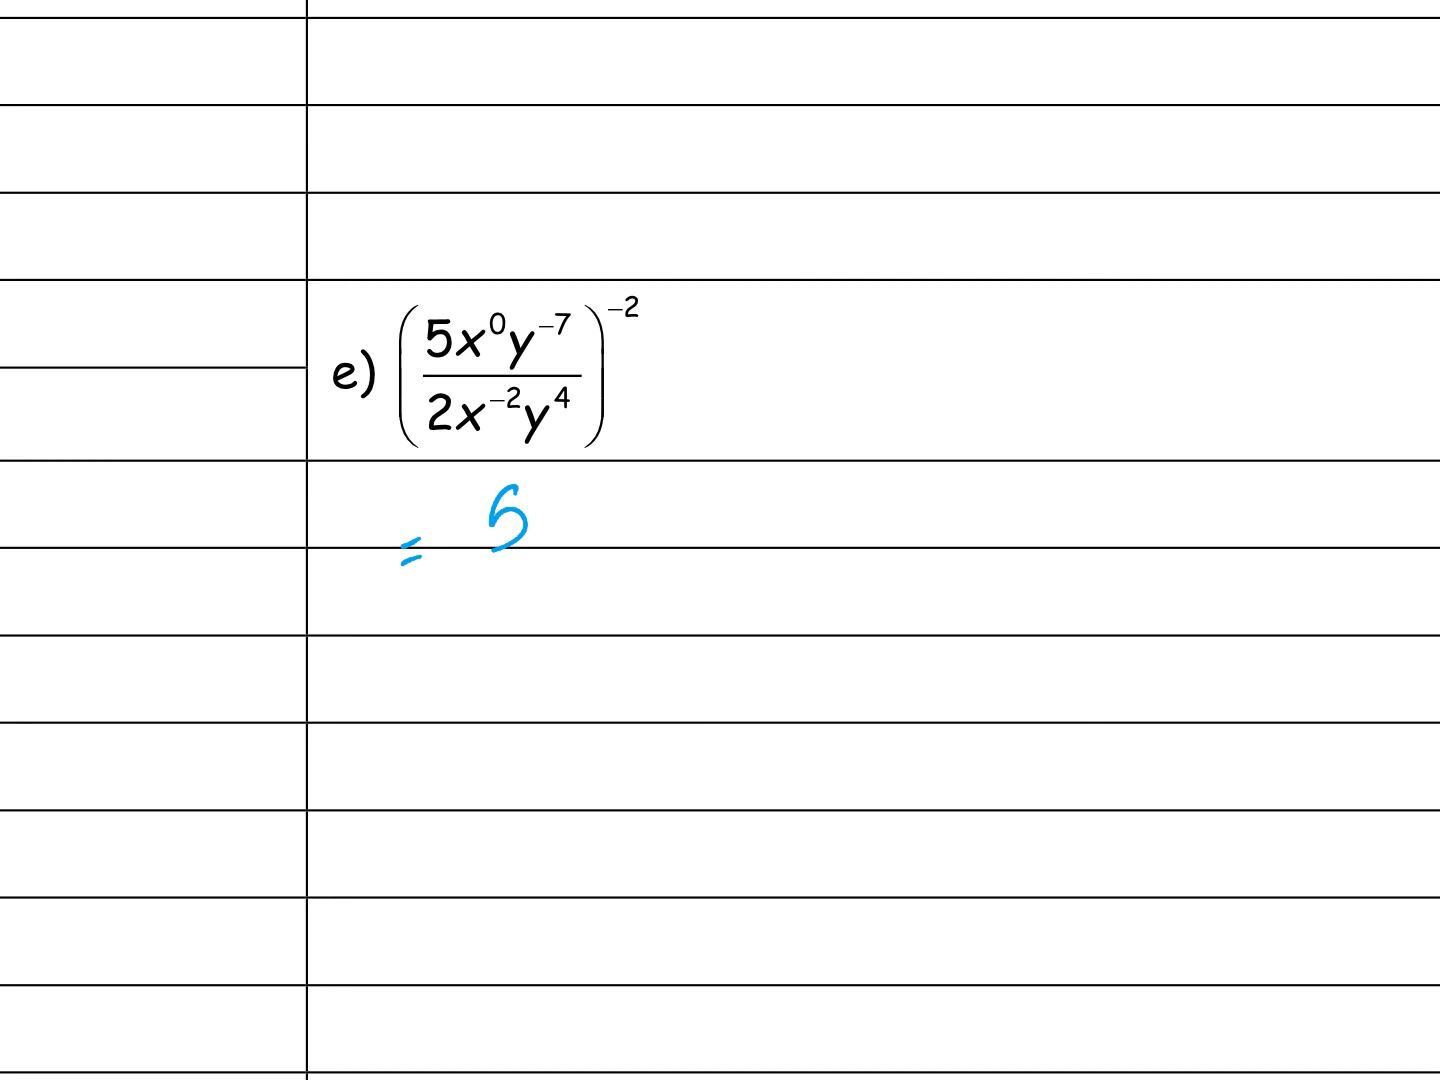 e) (5x⁰y⁻⁷ / 2x⁻²y⁴)⁻²
= 5